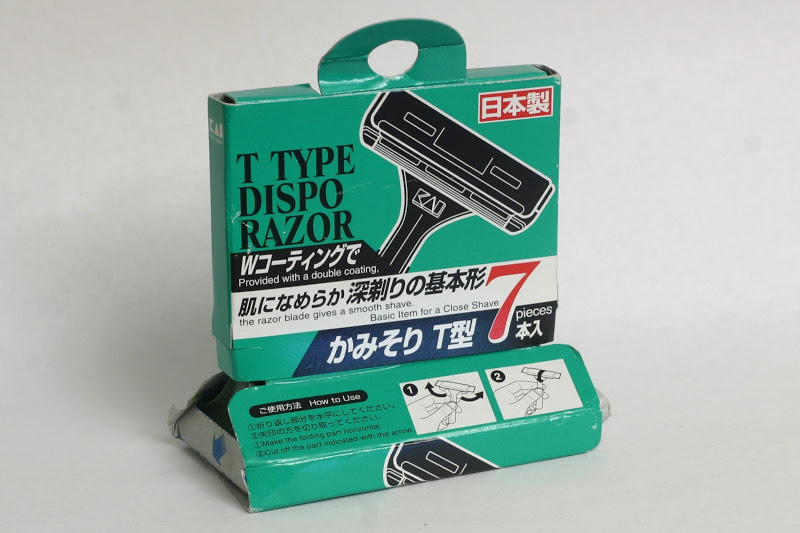 KAI
日本製
T TYPE
DISPO
RAZOR
KAI
Wコーティングで
Provided with a double coating,
肌になめらか 深剃りの基本形
the razor blade gives a smooth shave.
Basic Item for a Close Shave
7
pieces
本入
かみそり T型
ご使用方法 How to Use
①折り返し部分を水平にしてください。
②矢印の方を切り取ってください。
①Make the folding part horizontal
②Cut off the part indicated with the arrow
1
2